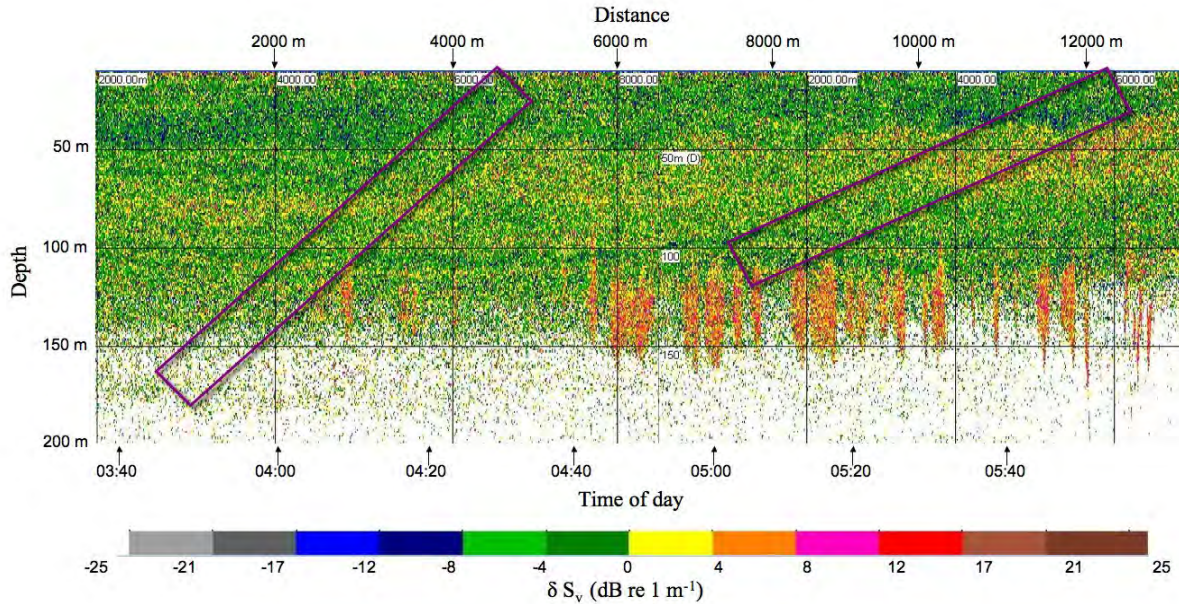 Distance
2000 m 4000 m 6000 m 8000 m 10000 m 12000 m
2000.00m 4000.00 6000.00 8000.00 2000.00m 4000.00 6000.00
50 m
50m (D)
100 m
100
150 m
150
200 m
Depth
03:40 04:00 04:20 04:40 05:00 05:20 05:40
Time of day
-25 -21 -17 -12 -8 -4 0 4 8 12 17 21 25
δ Sv (dB re 1 m⁻¹)